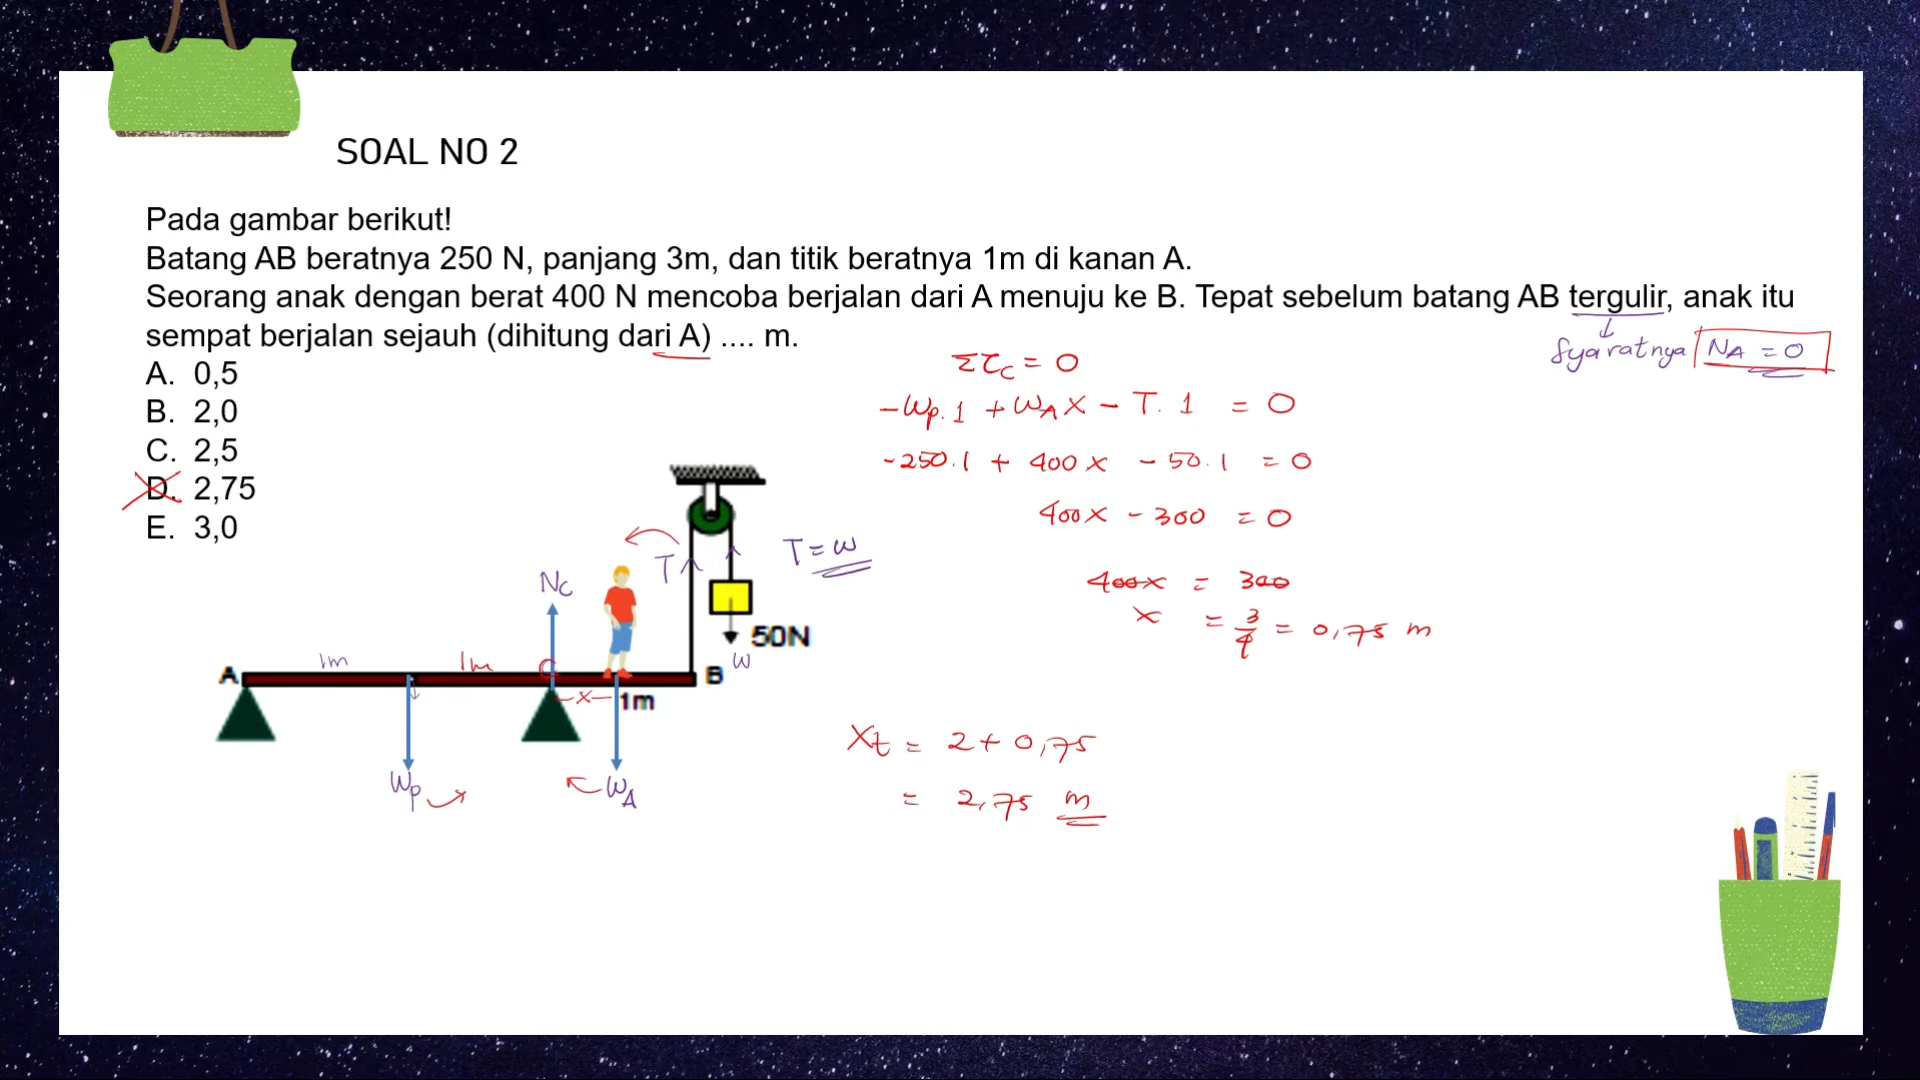 SOAL NO 2
Pada gambar berikut!
Batang AB beratnya 250 N, panjang 3m, dan titik beratnya 1m di kanan A.
Seorang anak dengan berat 400 N mencoba berjalan dari A menuju ke B. Tepat sebelum batang AB tergulir, anak itu
sempat berjalan sejauh (dihitung dari A) .... m.
Syaratnya NA = 0
A. 0,5
B. 2,0
C. 2,5
D. 2,75
E. 3,0
Στc = 0
-Wp.1 + WA X - T. 1 = 0
-250.1 + 400 x - 50.1 = 0
400x - 300 = 0
400x = 300
x = 3/4 = 0,75 m
Xt = 2 + 0,75
= 2,75 m
T
T = w
Nc
50N
w
A
1m
1m
C
B
x
1m
Wp
WA